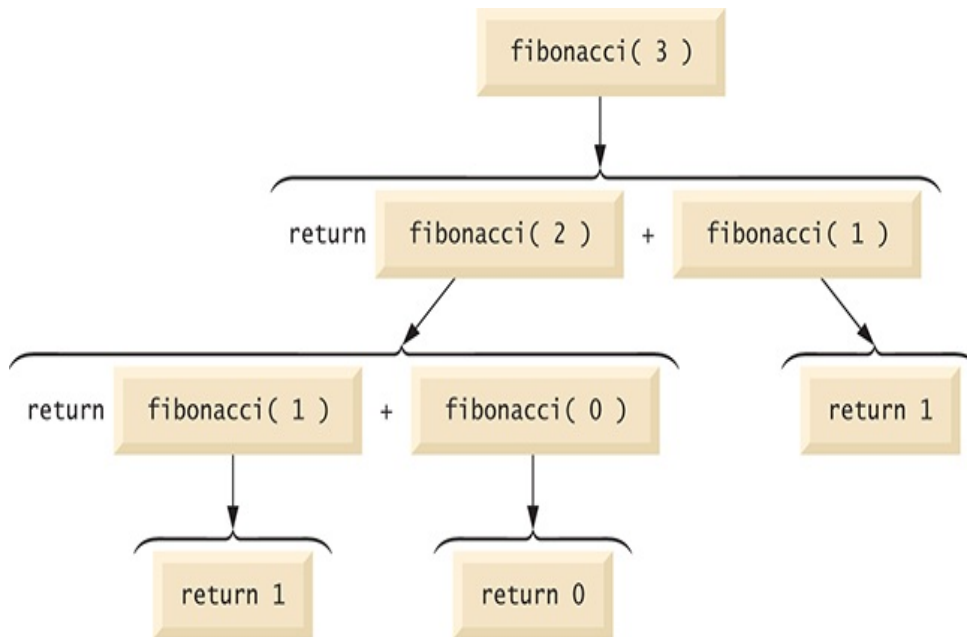 fibonacci( 3 )
return fibonacci( 2 ) + fibonacci( 1 )
return fibonacci( 1 ) + fibonacci( 0 ) return 1
return 1 return 0